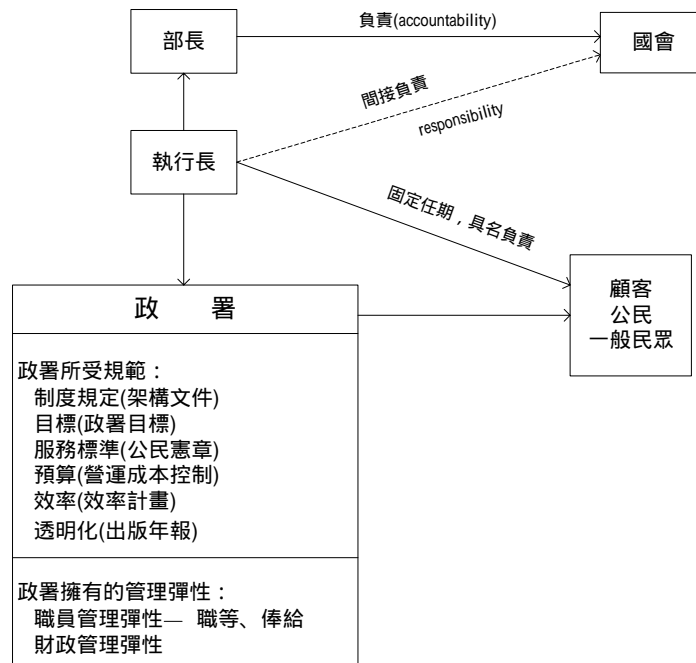 部長
負責(accountability)
國會
間接負責
responsibility
執行長
固定任期，具名負責
顧客
公民
一般民眾
政 署
政署所受規範：
制度規定(架構文件)
目標(政署目標)
服務標準(公民憲章)
預算(營運成本控制)
效率(效率計畫)
透明化(出版年報)
政署擁有的管理彈性：
職員管理彈性— 職等、俸給
財政管理彈性